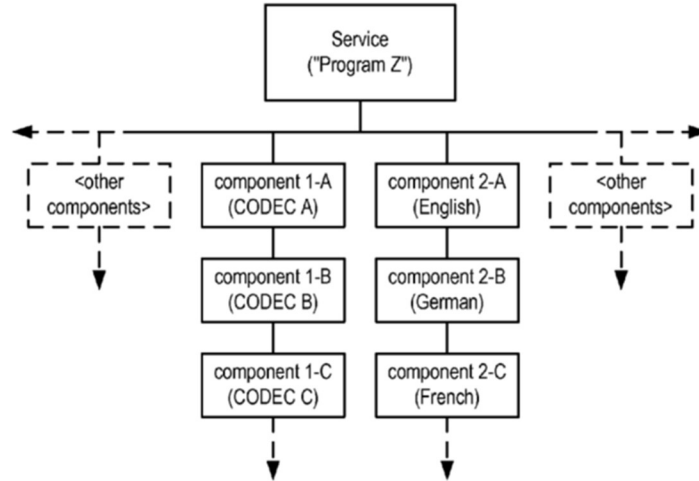 Service
("Program Z")
<other
components>
component 1-A
(CODEC A)
component 2-A
(English)
<other
components>
component 1-B
(CODEC B)
component 2-B
(German)
component 1-C
(CODEC C)
component 2-C
(French)